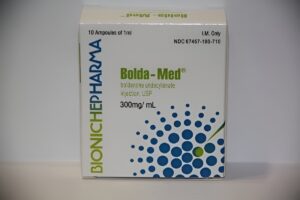 10 Ampoules of 1ml
I.M. Only
NDC 67457-180-710
Bolda-Med®
boldenone undecylenate
injection, USP
300mg/ mL
BIONICHEPHARMA